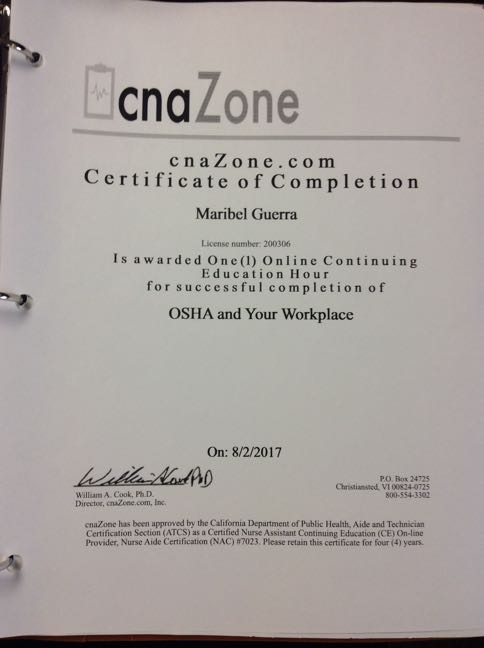 cnaZone
cnaZone.com
Certificate of Completion
Maribel Guerra
License number: 200306
Is awarded One(1) Online Continuing
Education Hour
for successful completion of
OSHA and Your Workplace
On: 8/2/2017
William A. Cook, Ph.D.
Director, cnaZone.com, Inc.
P.O. Box 24725
Christiansted, VI 00824-0725
800-554-3302
cnaZone has been approved by the California Department of Public Health, Aide and Technician
Certification Section (ATCS) as a Certified Nurse Assistant Continuing Education (CE) On-line
Provider, Nurse Aide Certification (NAC) #7023. Please retain this certificate for four (4) years.